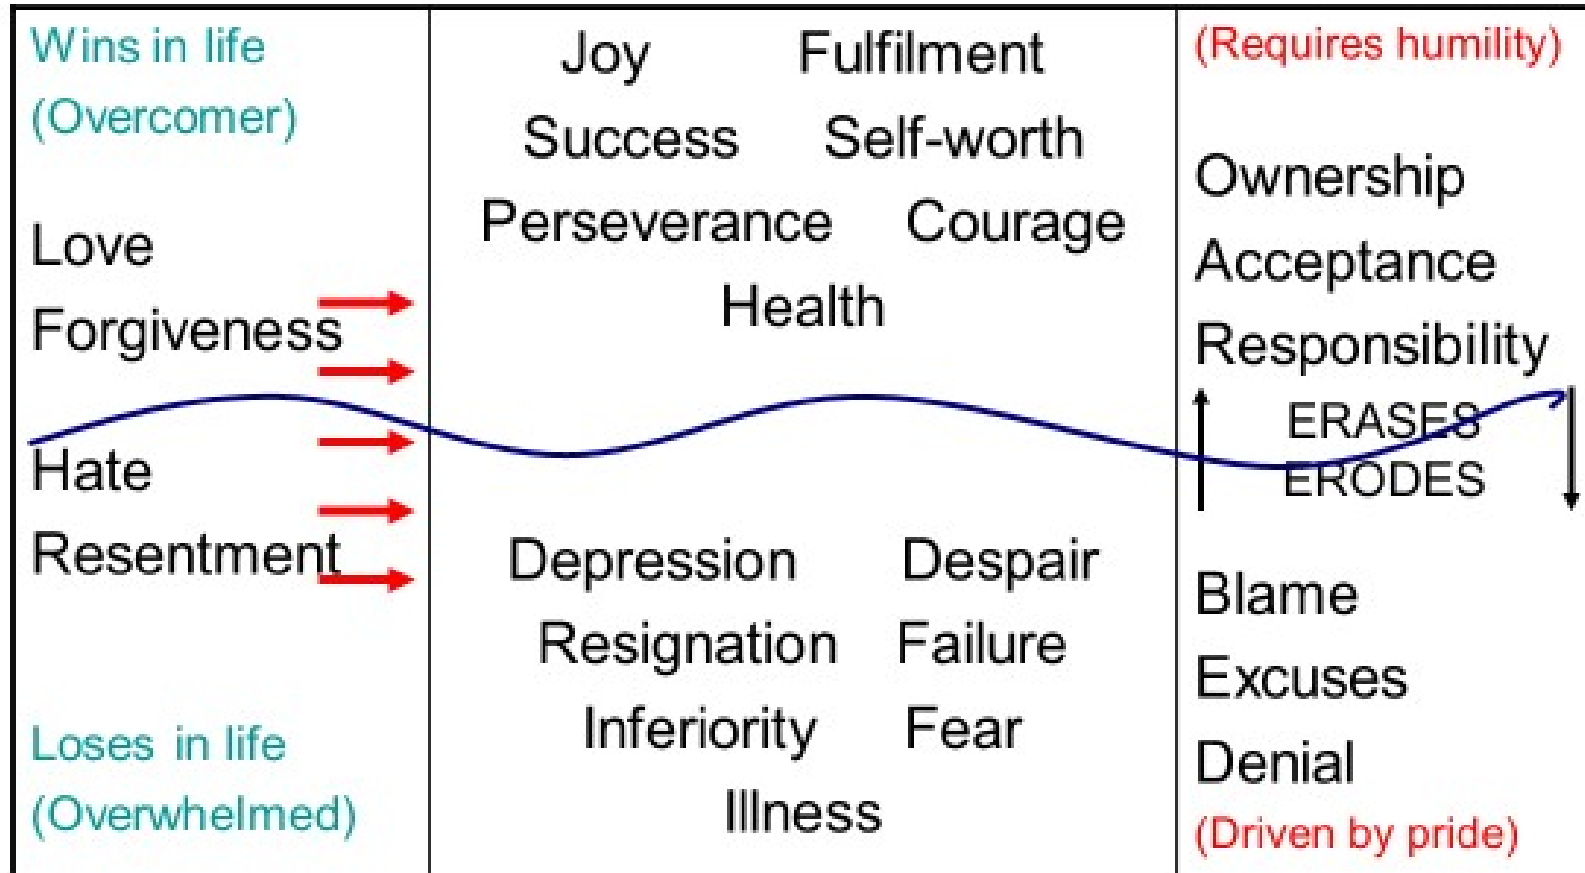 Wins in life
(Overcomer)
Love
Forgiveness
Hate
Resentment
Loses in life
(Overwhelmed)
Joy Fulfilment
Success Self-worth
Perseverance Courage
Health
Depression Despair
Resignation Failure
Inferiority Fear
Illness
(Requires humility)
Ownership
Acceptance
Responsibility
ERASES
ERODES
Blame
Excuses
Denial
(Driven by pride)